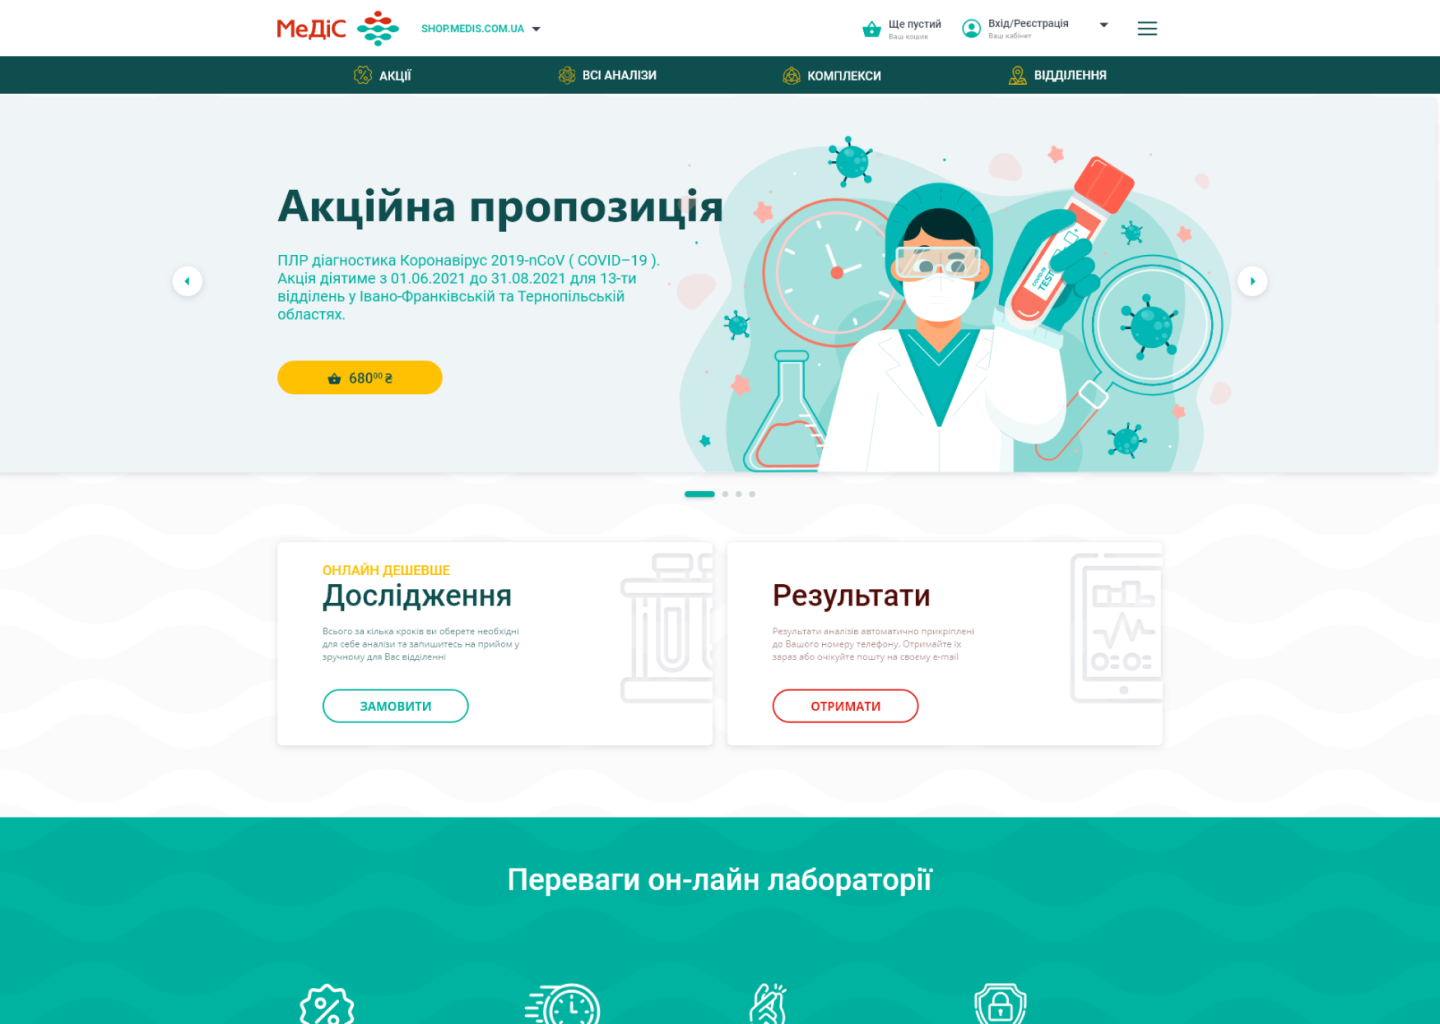 МеДіС
SHOP.MEDIS.COM.UA
Ще пустий
Ваш кошик
Вхід/Реєстрація
Ваш кабінет
АКЦІЇ
ВСІ АНАЛІЗИ
КОМПЛЕКСИ
ВІДДІЛЕННЯ
Акційна пропозиція
ПЛР діагностика Коронавірус 2019-nCoV ( COVID–19 ).
Акція діятиме з 01.06.2021 до 31.08.2021 для 13-ти
відділень у Івано-Франківській та Тернопільській
областях.
680⁰⁰ ₴
COVID-19
TEST
ОНЛАЙН ДЕШЕВШЕ
Дослідження
Всього за кілька кроків ви оберете необхідні
для себе аналізи та запишитесь на прийом у
зручному для Вас відділенні
ЗАМОВИТИ
Результати
Результати аналізів автоматично прикріплені
до Вашого номеру телефону. Отримайте їх
зараз або очікуйте пошту на своєму e-mail
ОТРИМАТИ
Переваги он-лайн лабораторії